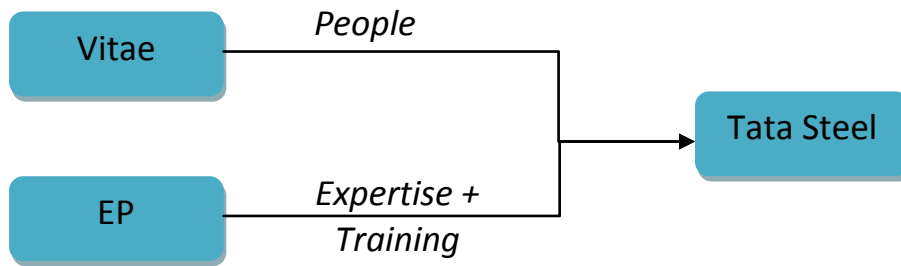 People
Vitae
Tata Steel
EP
Expertise +
Training